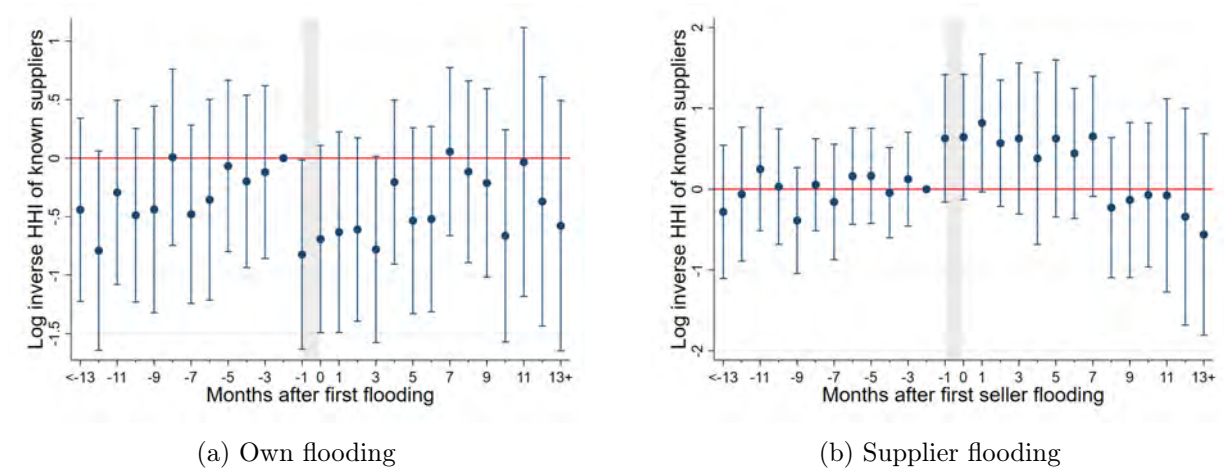 Log inverse HHI of known suppliers
1
.5
0
-.5
-1
-1.5
<-13 -11 -9 -7 -5 -3 -1 0 1 3 5 7 9 11 13+
Months after first flooding
(a) Own flooding
Log inverse HHI of known suppliers
2
1
0
-1
-2
<-13 -11 -9 -7 -5 -3 -1 0 1 3 5 7 9 11 13+
Months after first seller flooding
(b) Supplier flooding